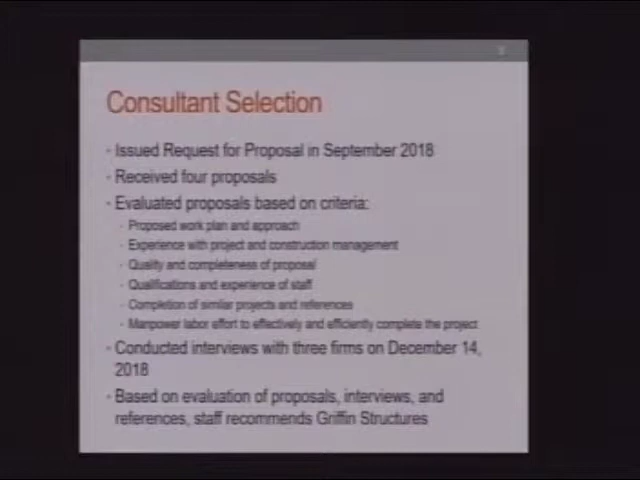 Consultant Selection
· Issued Request for Proposal in September 2018
· Received four proposals
· Evaluated proposals based on criteria:
· Proposed work plan and approach
· Experience with project and construction management
· Quality and completeness of proposal
· Qualifications and experience of staff
· Completion of similar projects and references
· Manpower labor effort to effectively and efficiently complete the project
· Conducted interviews with three firms on December 14,
2018
· Based on evaluation of proposals, interviews, and
references, staff recommends Griffin Structures